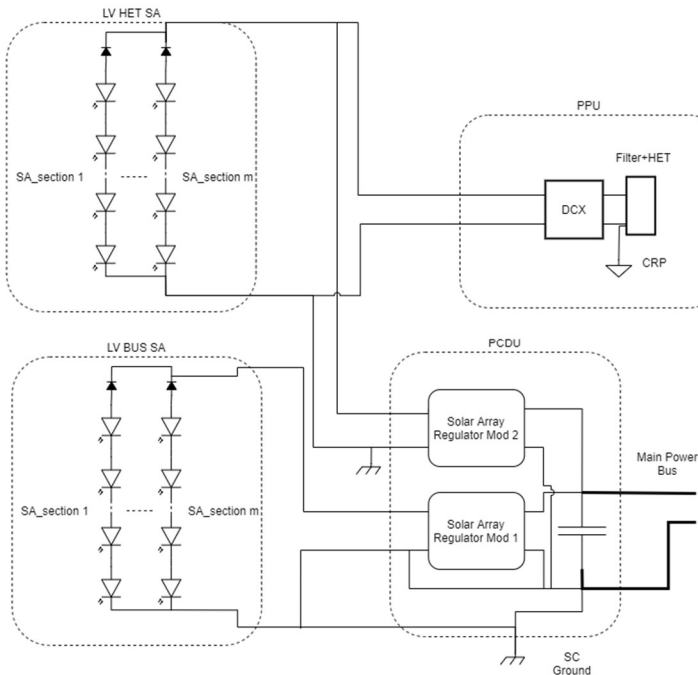 LV HET SA
SA_section 1
SA_section m
PPU
Filter+HET
DCX
CRP
LV BUS SA
SA_section 1
SA_section m
PCDU
Solar Array
Regulator Mod 2
Solar Array
Regulator Mod 1
Main Power
Bus
SC
Ground